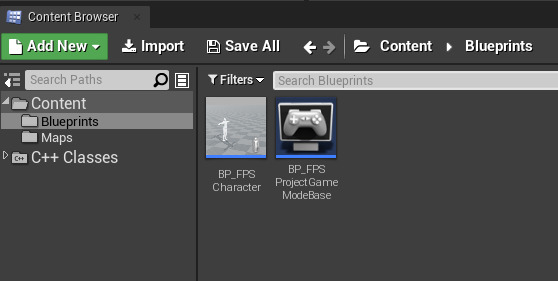 Content Browser
Add New Import Save All Content Blueprints
Search Paths Filters Search Blueprints
Content
Blueprints
Maps
C++ Classes
BP_FPS
Character
BP_FPS
ProjectGame
ModeBase